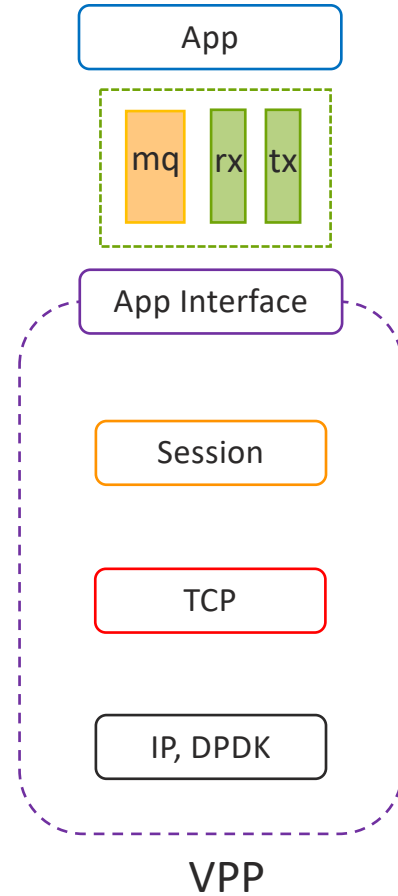 App
mq rx tx
App Interface
Session
TCP
IP, DPDK
VPP